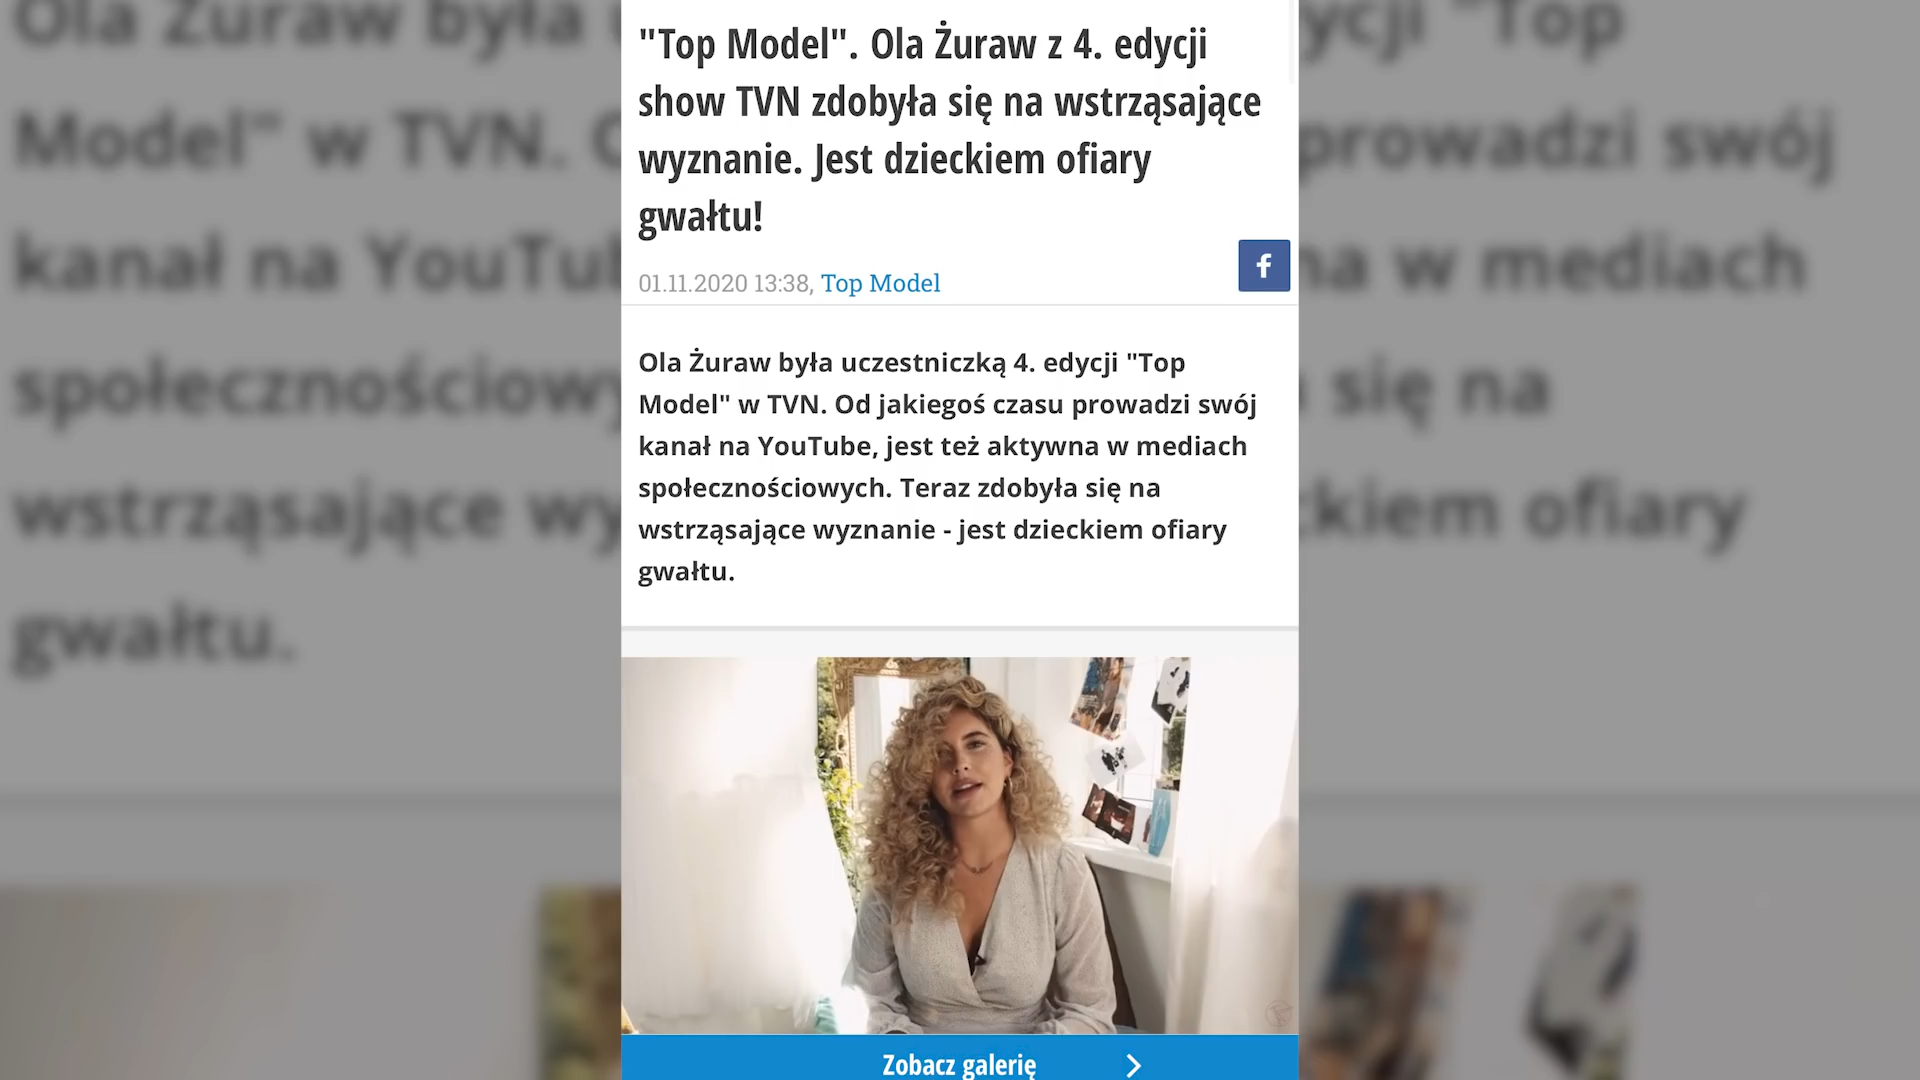 "Top Model". Ola Żuraw z 4. edycji
show TVN zdobyła się na wstrząsające
wyznanie. Jest dzieckiem ofiary
gwałtu!
01.11.2020 13:38, Top Model
f
Ola Żuraw była uczestniczką 4. edycji "Top
Model" w TVN. Od jakiegoś czasu prowadzi swój
kanał na YouTube, jest też aktywna w mediach
społecznościowych. Teraz zdobyła się na
wstrząsające wyznanie - jest dzieckiem ofiary
gwałtu.
Zobacz galerię